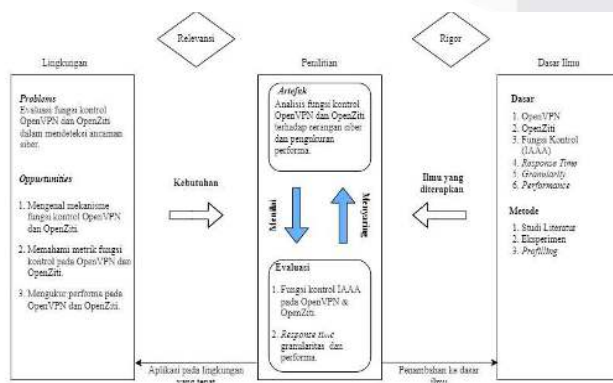 Relevansi
Rigor
Lingkungan
Penelitian
Dasar Ilmu
Problems
Evaluasi fungsi kontrol
OpenVPN dan OpenZiti
dalam mendeteksi ancaman
siber.
Oppurtunities
1. Mengenal mekanisme
fungsi kontrol OpenVPN
dan OpenZiti.
2. Memahami metrik fungsi
kontrol pada OpenVPN dan
OpenZiti.
3. Mengukur performa pada
OpenVPN dan OpenZiti.
Kebutuhan
Artefak
Analisis fungsi kontrol
OpenVPN dan OpenZiti
terhadap serangan siber
dan pengukuran
performa.
Menilai
Menyaring
Evaluasi
1. Fungsi kontrol IAAA
pada OpenVPN &
OpenZiti.
2. Response time
granularitas dan
performa.
Ilmu yang
diterapkan
Dasar
1. OpenVPN
2. OpenZiti
3. Fungsi Kontrol
(IAAA)
4. Response Time
5. Granularity
6. Performance
Metode
1. Studi Literatur
2. Eksperimen
3. Profilling
Aplikasi pada lingkungan
yang tepat
Penambahan ke dasar
ilmu